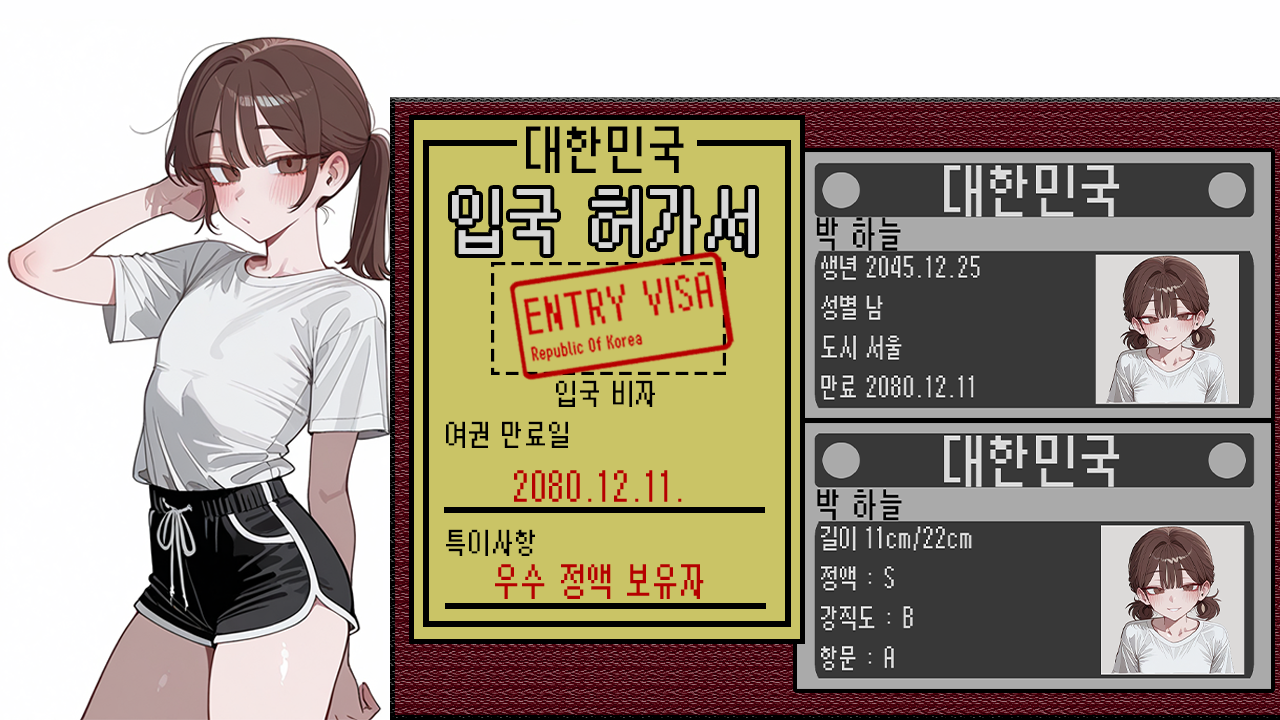 대한민국
입국 허가서
ENTRY VISA
Republic Of Korea
입국 비자
여권 만료일
2080.12.11.
특이사항
우수 정액 보유자
대한민국
박 하늘
생년 2045.12.25
성별 남
도시 서울
만료 2080.12.11
대한민국
박 하늘
길이 11cm/22cm
정액 : S
강직도 : B
항문 : A